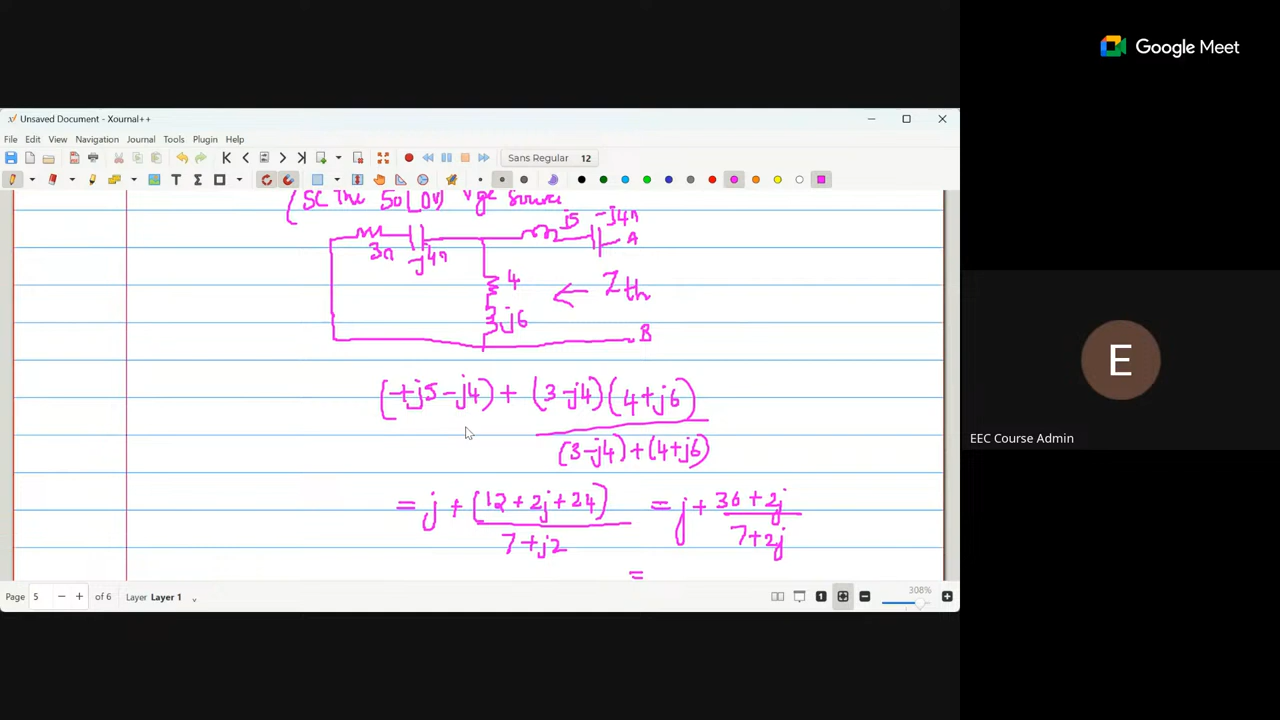 Google Meet
Unsaved Document - Xournal++
File Edit View Navigation Journal Tools Plugin Help
Sans Regular 12
(SC the 50∠0V) Vge source
j5 -j4Ω
A
3Ω -j4Ω
4
← Zth
j6
B
(+j5-j4) + (3-j4)(4+j6)
(3-j4)+(4+j6)
= j + (12+2j+24) = j + 36+2j
7+j2 7+2j
=
E
EEC Course Admin
Page 5 of 6 Layer Layer 1 308%